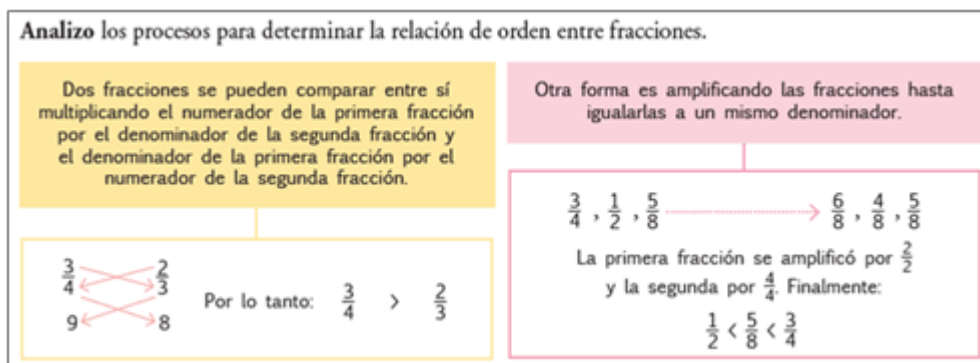 Analizo los procesos para determinar la relación de orden entre fracciones.
Dos fracciones se pueden comparar entre sí
multiplicando el numerador de la primera fracción
por el denominador de la segunda fracción y
el denominador de la primera fracción por el
numerador de la segunda fracción.
3/4 2/3
9 8
Por lo tanto: 3/4 > 2/3
Otra forma es amplificando las fracciones hasta
igualarlas a un mismo denominador.
3/4 , 1/2 , 5/8 6/8 , 4/8 , 5/8
La primera fracción se amplificó por 2/2
y la segunda por 4/4. Finalmente:
1/2 < 5/8 < 3/4